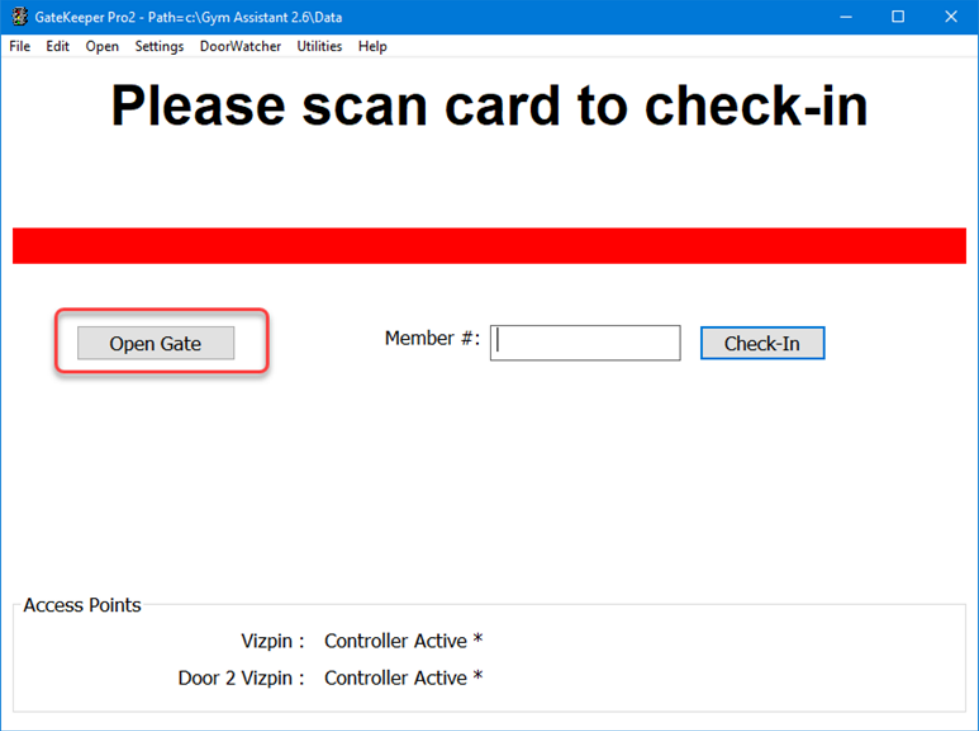 GateKeeper Pro2 - Path=c:\Gym Assistant 2.6\Data
File Edit Open Settings DoorWatcher Utilities Help
Please scan card to check-in
Open Gate Member #: Check-In
Access Points
Vizpin : Controller Active *
Door 2 Vizpin : Controller Active *